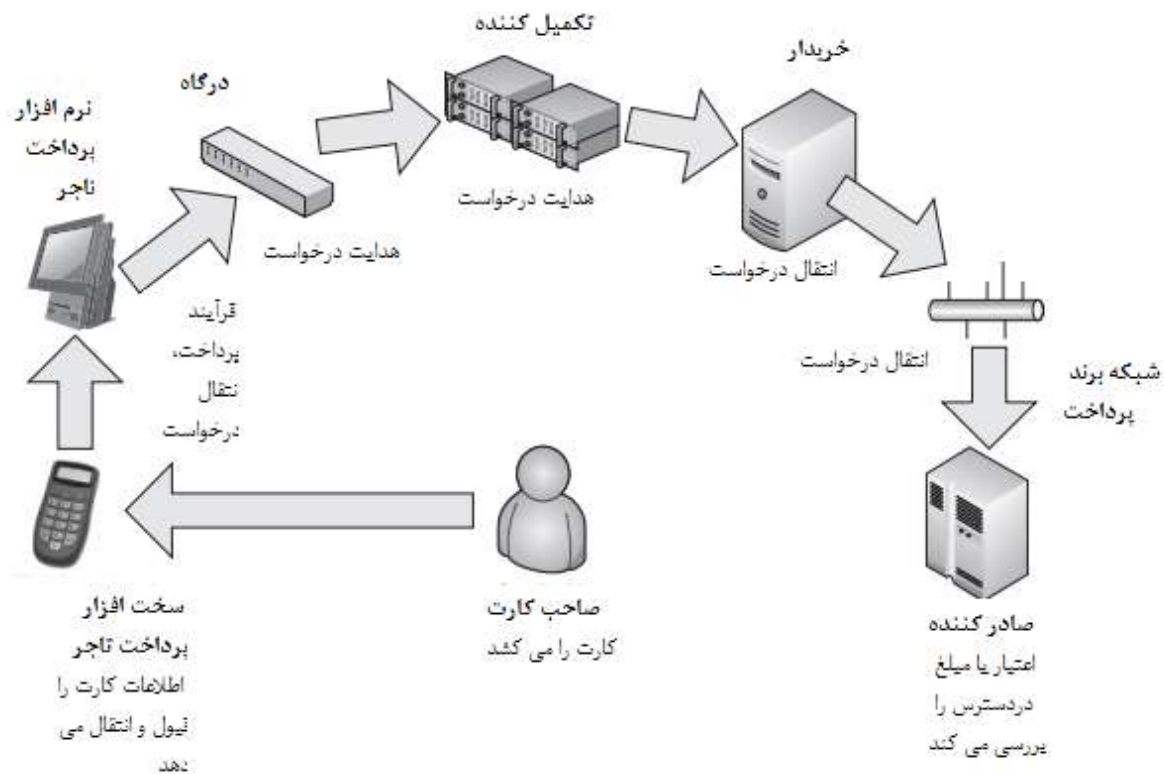 تکمیل کننده
خریدار
درگاه
نرم افزار
پرداخت
تاجر
هدایت درخواست
هدایت درخواست
انتقال درخواست
فرآیند
پرداخت،
نتقال
درخواست
انتقال درخواست
شبکه برند
پرداخت
صاحب کارت
کارت را می کشد
سخت افزار
پرداخت تاجر
اطلاعات کارت را
قبول و انتقال می
دهد
صادر کننده
اعتبار یا مبلغ
دردسترس را
بررسی می کند